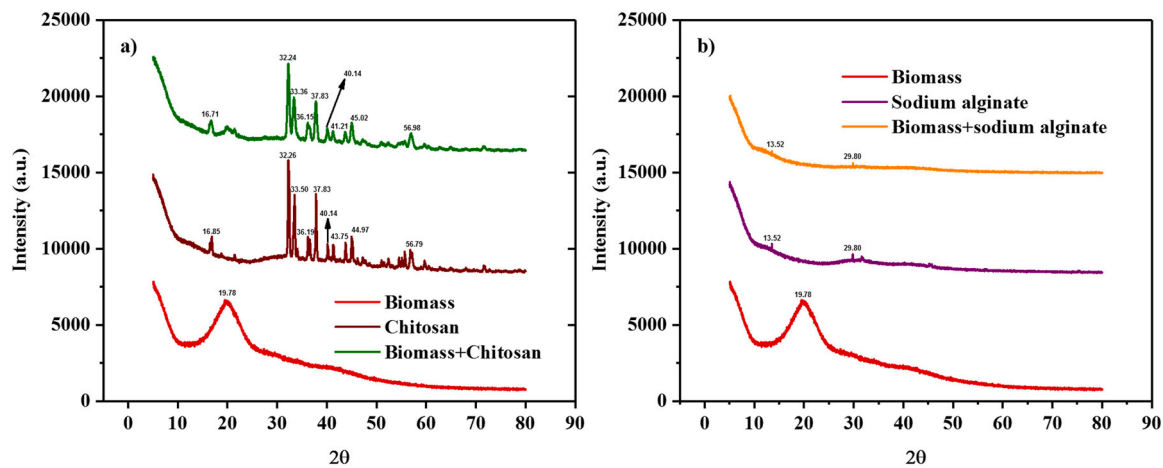 a)
25000
20000
15000
10000
5000
0
Intensity (a.u.)
0 10 20 30 40 50 60 70 80 90
2θ
16.71
32.24
33.36
36.15
37.83
40.14
41.21
45.02
56.98
16.85
32.26
33.50
36.19
37.83
40.14
43.75
44.97
56.79
19.78
Biomass
Chitosan
Biomass+Chitosan
b)
25000
20000
15000
10000
5000
0
Intensity (a.u.)
0 10 20 30 40 50 60 70 80 90
2θ
Biomass
Sodium alginate
Biomass+sodium alginate
13.52
29.80
13.52
29.80
19.78